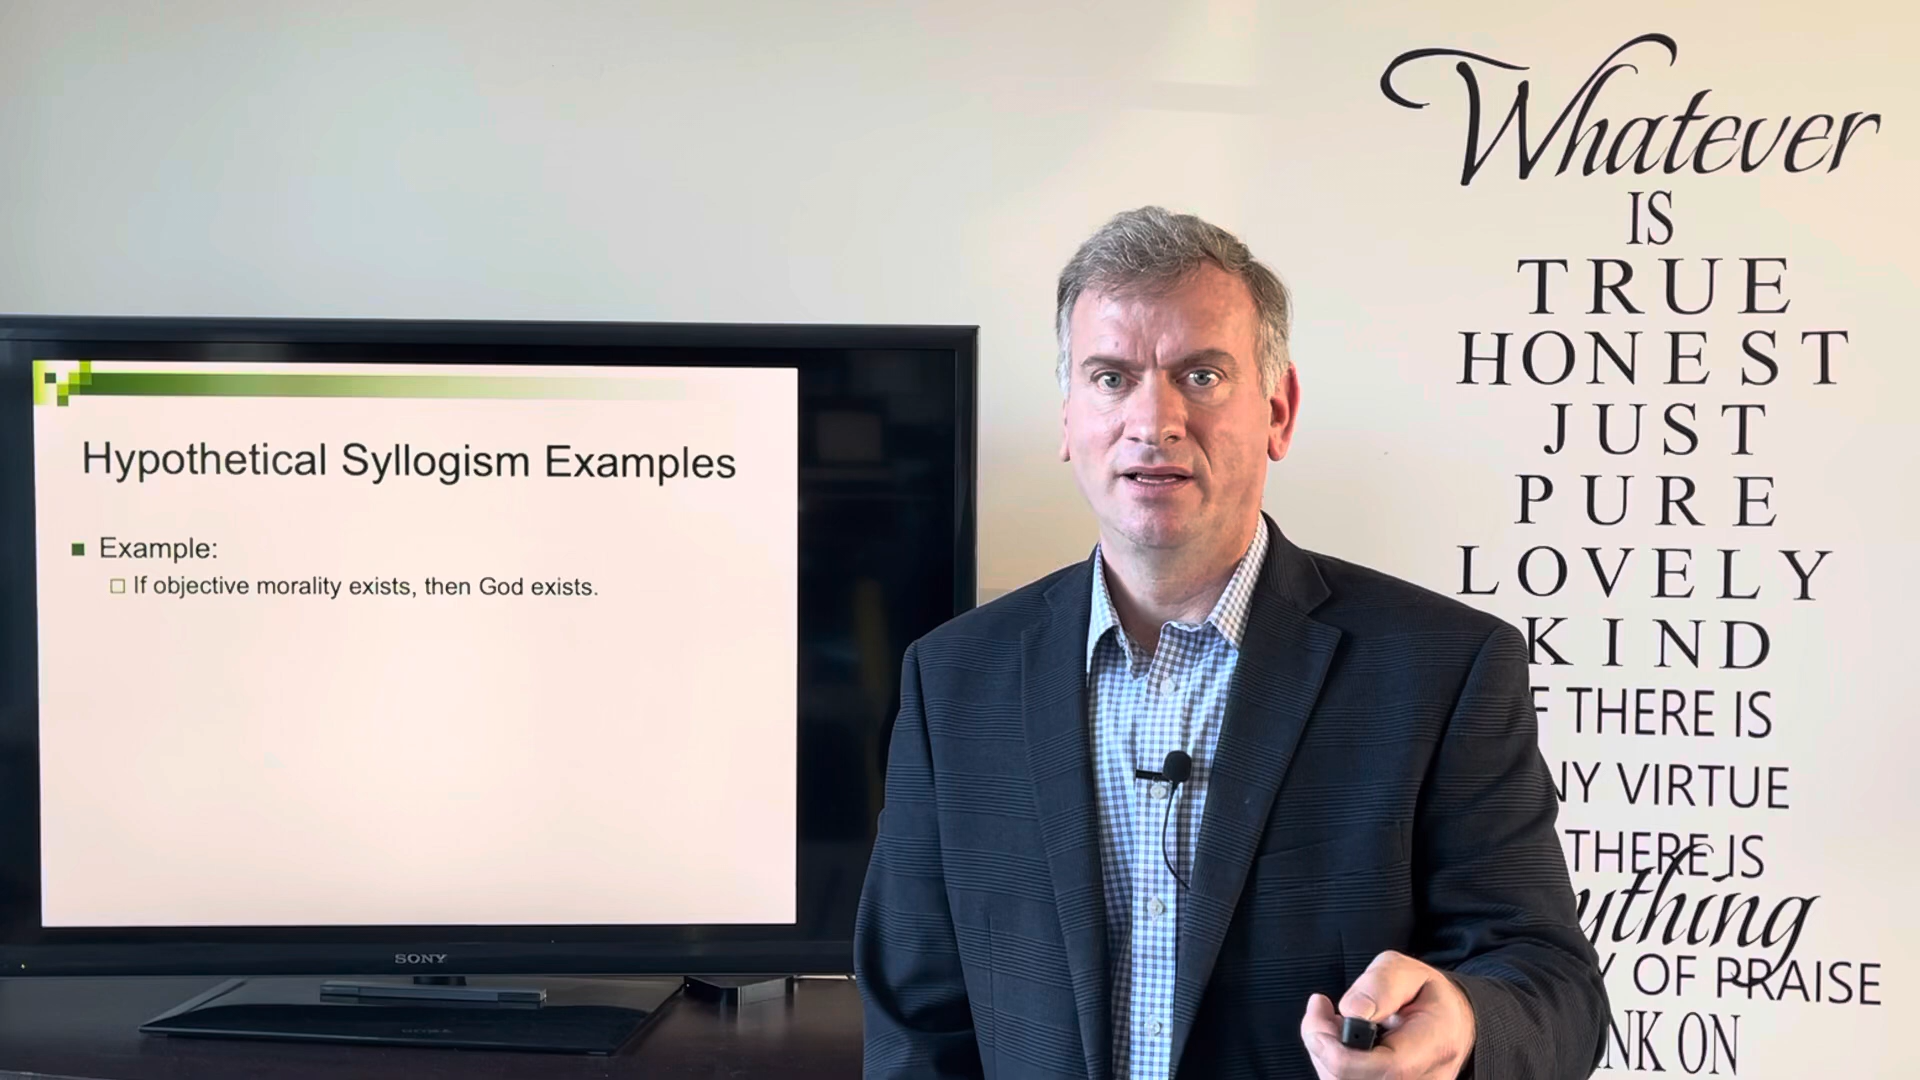 Hypothetical Syllogism Examples
Example:
If objective morality exists, then God exists.
SONY
Whatever
IS
TRUE
HONEST
JUST
PURE
LOVELY
KIND
THERE IS
VIRTUE
THERE IS
OF PRAISE
ON